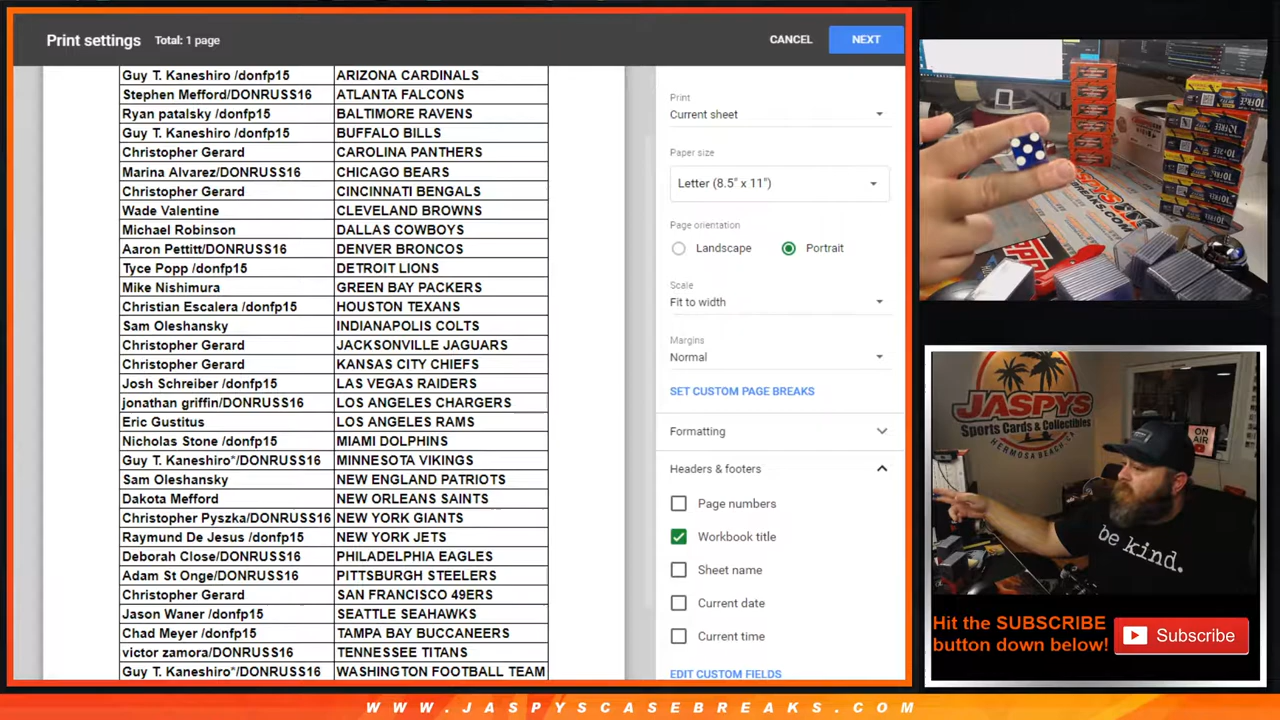 Print settings Total: 1 page CANCEL NEXT
Guy T. Kaneshiro /donfp15 ARIZONA CARDINALS
Stephen Mefford/DONRUSS16 ATLANTA FALCONS
Ryan patalsky /donfp15 BALTIMORE RAVENS
Guy T. Kaneshiro /donfp15 BUFFALO BILLS
Christopher Gerard CAROLINA PANTHERS
Marina Alvarez/DONRUSS16 CHICAGO BEARS
Christopher Gerard CINCINNATI BENGALS
Wade Valentine CLEVELAND BROWNS
Michael Robinson DALLAS COWBOYS
Aaron Pettitt/DONRUSS16 DENVER BRONCOS
Tyce Popp /donfp15 DETROIT LIONS
Mike Nishimura GREEN BAY PACKERS
Christian Escalera /donfp15 HOUSTON TEXANS
Sam Oleshansky INDIANAPOLIS COLTS
Christopher Gerard JACKSONVILLE JAGUARS
Christopher Gerard KANSAS CITY CHIEFS
Josh Schreiber /donfp15 LAS VEGAS RAIDERS
jonathan griffin/DONRUSS16 LOS ANGELES CHARGERS
Eric Gustitus LOS ANGELES RAMS
Nicholas Stone /donfp15 MIAMI DOLPHINS
Guy T. Kaneshiro*/DONRUSS16 MINNESOTA VIKINGS
Sam Oleshansky NEW ENGLAND PATRIOTS
Dakota Mefford NEW ORLEANS SAINTS
Christopher Pyszka/DONRUSS16 NEW YORK GIANTS
Raymund De Jesus /donfp15 NEW YORK JETS
Deborah Close/DONRUSS16 PHILADELPHIA EAGLES
Adam St Onge/DONRUSS16 PITTSBURGH STEELERS
Christopher Gerard SAN FRANCISCO 49ERS
Jason Waner /donfp15 SEATTLE SEAHAWKS
Chad Meyer /donfp15 TAMPA BAY BUCCANEERS
victor zamora/DONRUSS16 TENNESSEE TITANS
Guy T. Kaneshiro*/DONRUSS16 WASHINGTON FOOTBALL TEAM
Print
Current sheet
Paper size
Letter (8.5" x 11")
Page orientation
Landscape Portrait
Scale
Fit to width
Margins
Normal
SET CUSTOM PAGE BREAKS
Formatting
Headers & footers
Page numbers
Workbook title
Sheet name
Current date
Current time
EDIT CUSTOM FIELDS
JASPYS
Sports Cards & Collectibles
HERMOSA BEACH, CA
ON
AIR
be kind.
Hit the SUBSCRIBE
button down below!
Subscribe
WWW.JASPYSCASEBREAKS.COM